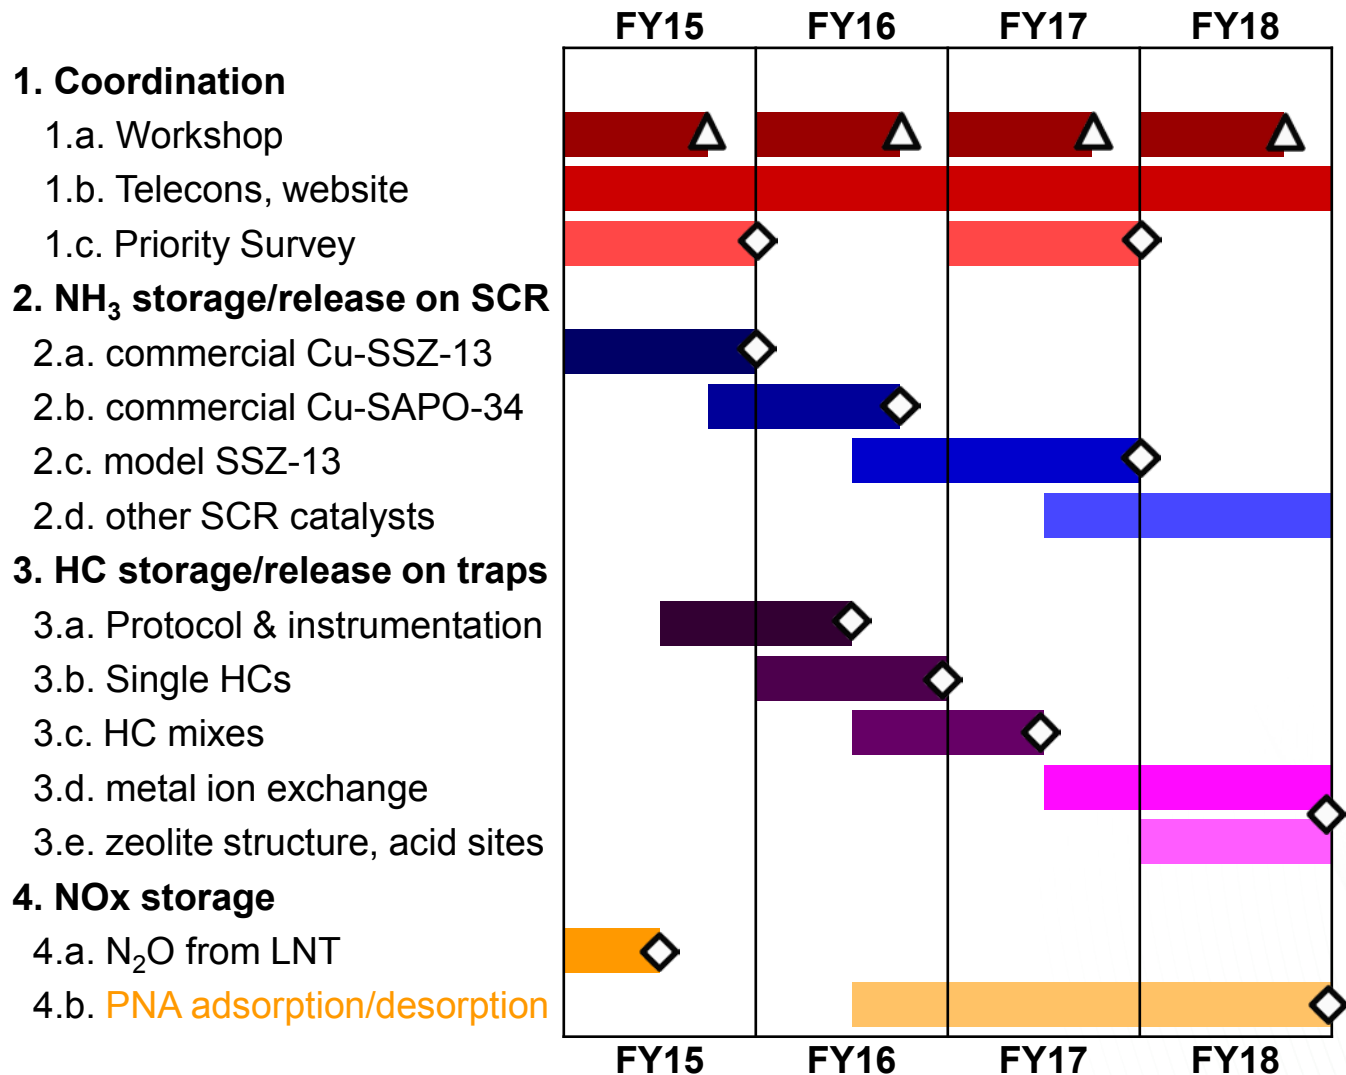 FY15 FY16 FY17 FY18
1. Coordination
1.a. Workshop
1.b. Telecons, website
1.c. Priority Survey
2. NH₃ storage/release on SCR
2.a. commercial Cu-SSZ-13
2.b. commercial Cu-SAPO-34
2.c. model SSZ-13
2.d. other SCR catalysts
3. HC storage/release on traps
3.a. Protocol & instrumentation
3.b. Single HCs
3.c. HC mixes
3.d. metal ion exchange
3.e. zeolite structure, acid sites
4. NOx storage
4.a. N₂O from LNT
4.b. PNA adsorption/desorption
FY15 FY16 FY17 FY18